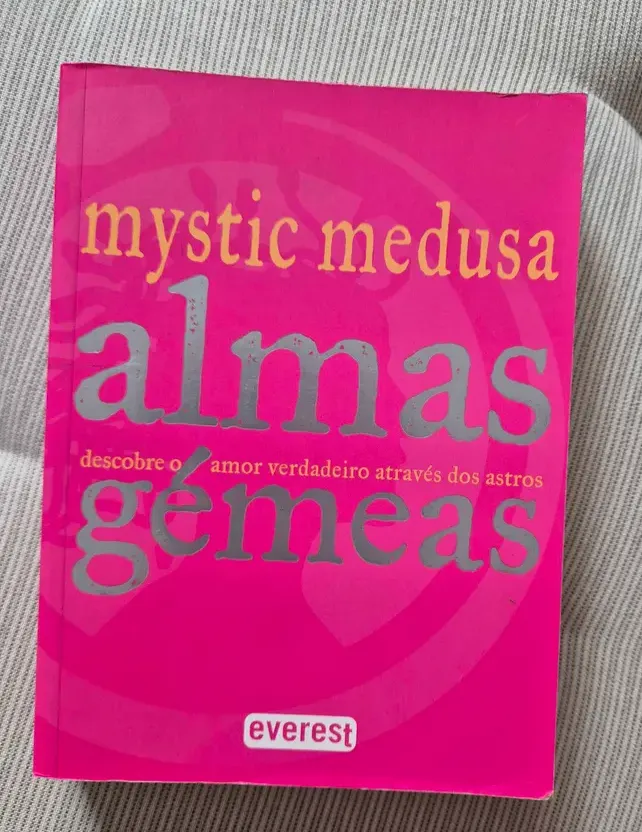 mystic medusa
almas
descobre o amor verdadeiro através dos astros
gémeas
everest